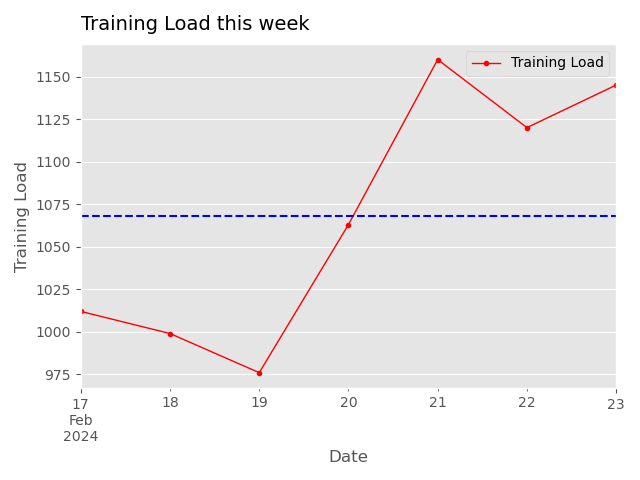 Training Load this week
Training Load
1150
1125
1100
1075
1050
1025
1000
975
Training Load
17 18 19 20 21 22 23
Feb
2024
Date